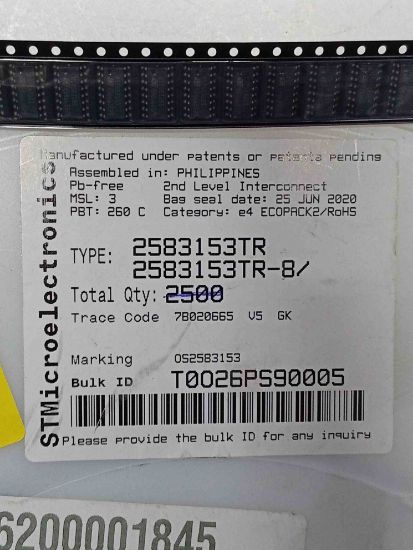 Manufactured under patents or patents pending
Assembled in: PHILIPPINES
Pb-free 2nd Level Interconnect
MSL: 3 Bag seal date: 25 JUN 2020
PBT: 260 C Category: e4 ECOPACK2/RoHS
STMicroelectronics
TYPE: 2583153TR
2583153TR-8/
Total Qty: 2500
Trace Code 7B020665 V5 GK
Marking OS2583153
Bulk ID T0026PS90005
Please provide the bulk ID for any inquiry
6200001845